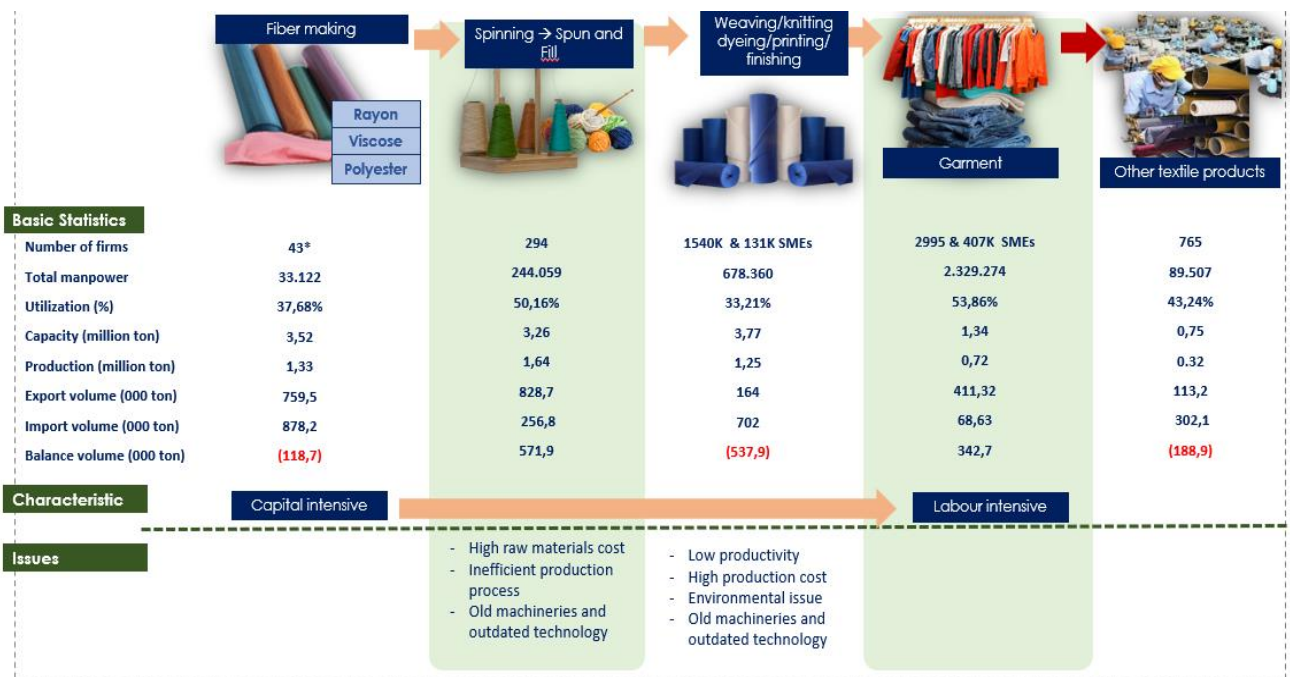 Fiber making
Rayon
Viscose
Polyester
Spinning → Spun and
Fill
Weaving/knitting
dyeing/printing/
finishing
Garment
Other textile products
Basic Statistics
Number of firms 43* 294 1540K & 131K SMEs 2995 & 407K SMEs 765
Total manpower 33.122 244.059 678.360 2.329.274 89.507
Utilization (%) 37,68% 50,16% 33,21% 53,86% 43,24%
Capacity (million ton) 3,52 3,26 3,77 1,34 0,75
Production (million ton) 1,33 1,64 1,25 0,72 0.32
Export volume (000 ton) 759,5 828,7 164 411,32 113,2
Import volume (000 ton) 878,2 256,8 702 68,63 302,1
Balance volume (000 ton) (118,7) 571,9 (537,9) 342,7 (188,9)
Characteristic Capital intensive Labour intensive
Issues
- High raw materials cost
- Inefficient production
process
- Old machineries and
outdated technology
- Low productivity
- High production cost
- Environmental issue
- Old machineries and
outdated technology